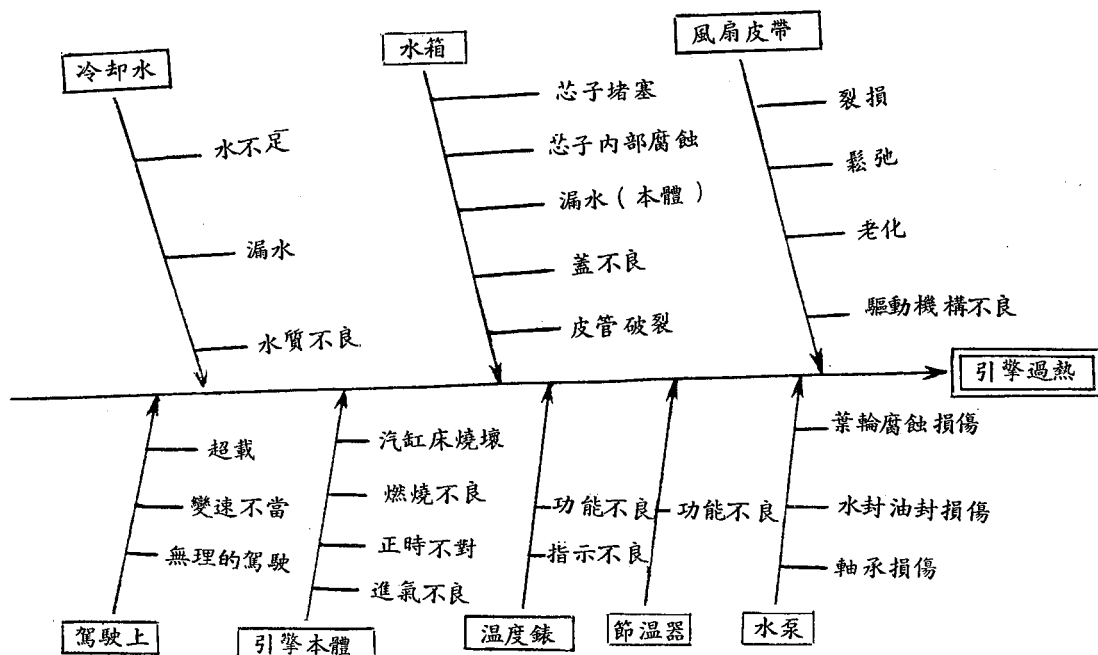 冷却水
水不足
漏水
水質不良
水箱
芯子堵塞
芯子內部腐蝕
漏水(本體)
蓋不良
皮管破裂
風扇皮帶
裂損
鬆弛
老化
驅動機構不良
引擎過熱
超載
變速不當
無理的駕駛
駕駛上
汽缸床燒壞
燃燒不良
正時不對
進氣不良
引擎本體
功能不良
指示不良
溫度錶
功能不良
節溫器
葉輪腐蝕損傷
水封油封損傷
軸承損傷
水泵